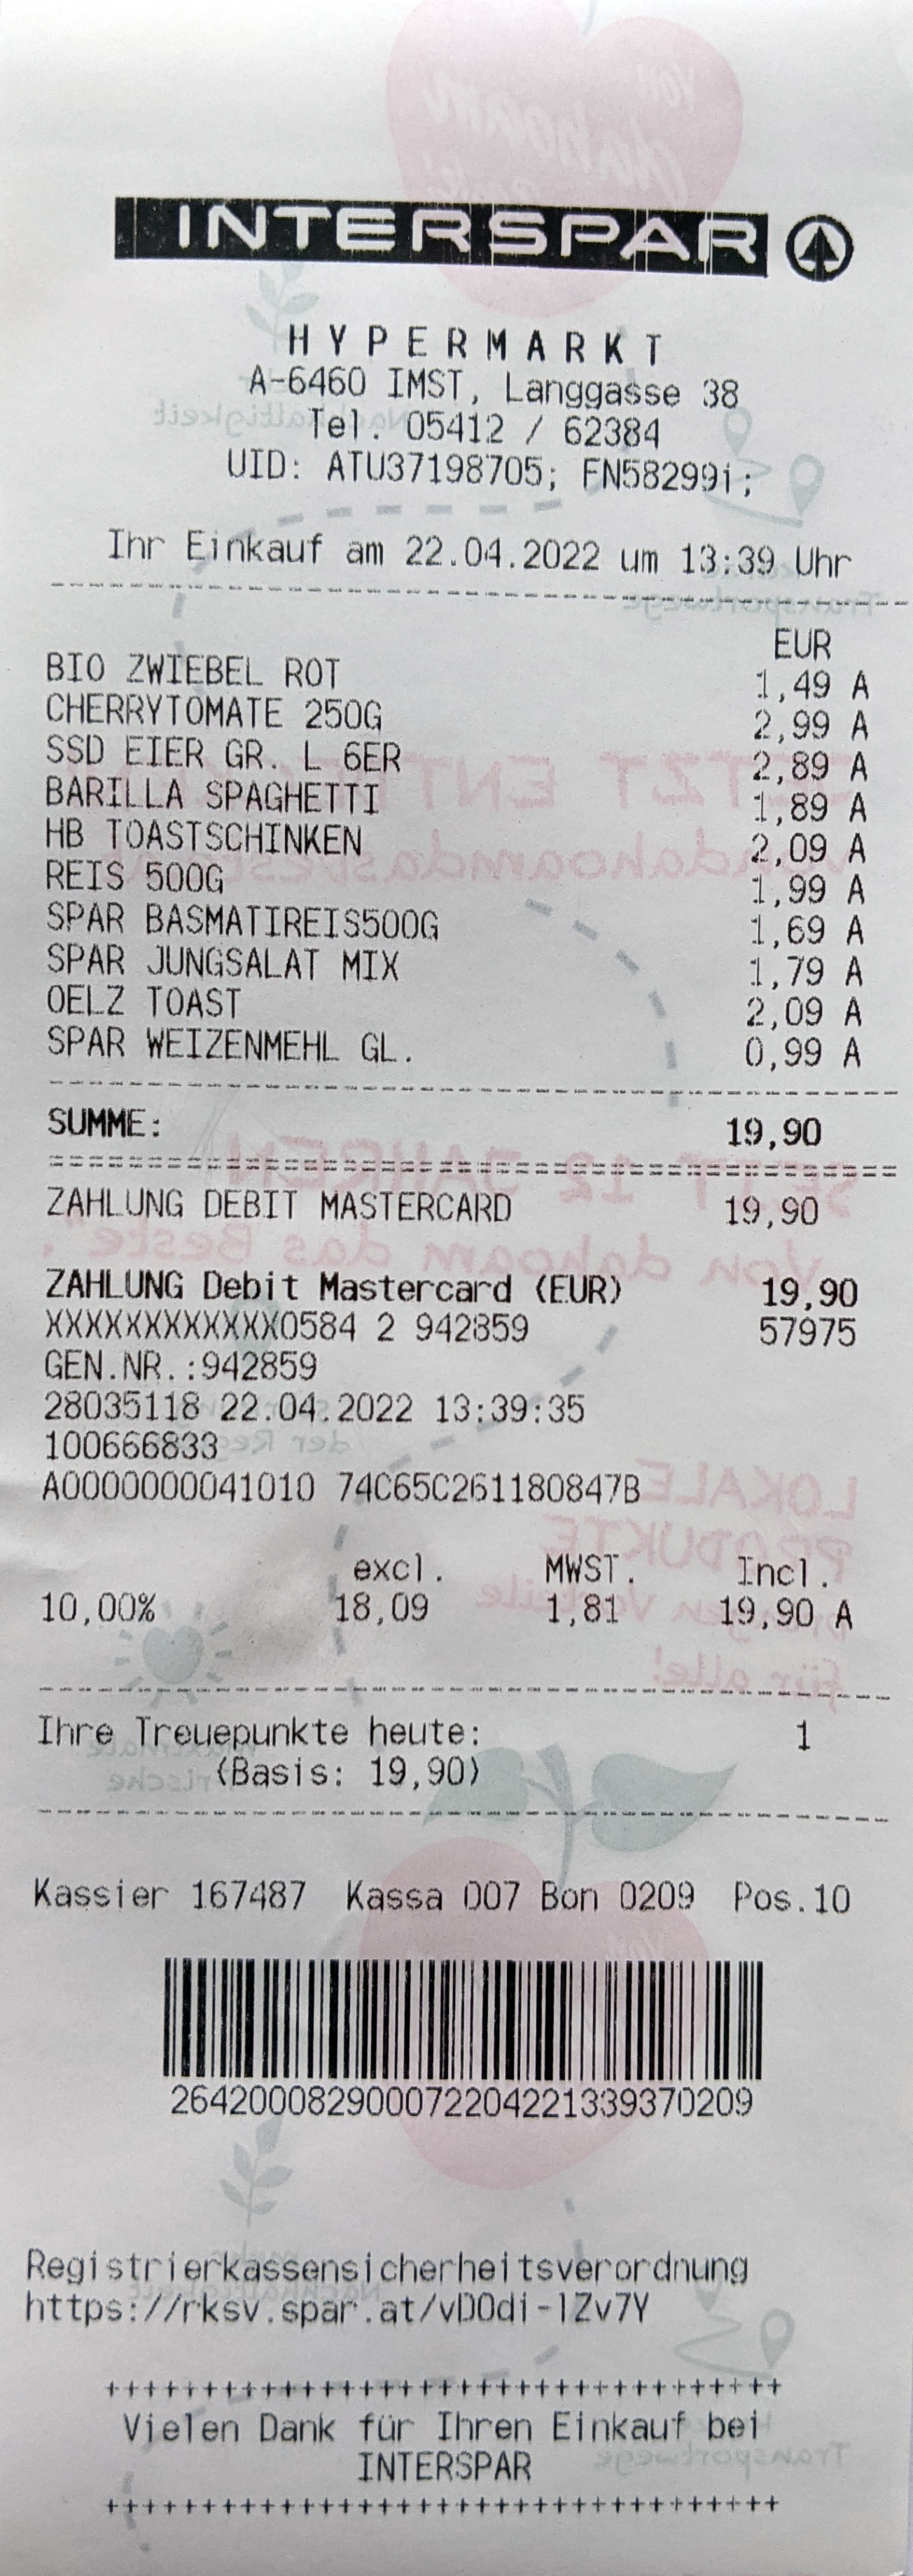 INTERSPAR
HYPERMARKT
A-6460 IMST, Langgasse 38
Tel. 05412 / 62384
UID: ATU37198705; FN58299i;
Ihr Einkauf am 22.04.2022 um 13:39 Uhr
EUR
BIO ZWIEBEL ROT 1,49 A
CHERRYTOMATE 250G 2,99 A
SSD EIER GR. L 6ER 2,89 A
BARILLA SPAGHETTI 1,89 A
HB TOASTSCHINKEN 2,09 A
REIS 500G 1,99 A
SPAR BASMATIREIS500G 1,69 A
SPAR JUNGSALAT MIX 1,79 A
OELZ TOAST 2,09 A
SPAR WEIZENMEHL GL. 0,99 A
SUMME: 19,90
ZAHLUNG DEBIT MASTERCARD 19,90
ZAHLUNG Debit Mastercard (EUR) 19,90
XXXXXXXXXXXX0584 2 942859 57975
GEN.NR.:942859
28035118 22.04.2022 13:39:35
100666833
A0000000041010 74C65C261180847B
excl. MWST. Incl.
10,00% 18,09 1,81 19,90 A
Ihre Treuepunkte heute: 1
(Basis: 19,90)
Kassier 167487 Kassa 007 Bon 0209 Pos.10
264200082900072204221339370209
Registrierkassensicherheitsverordnung
https://rksv.spar.at/vDOdi-1Zv7Y
+++++++++++++++++++++++++++++++++++
Vielen Dank für Ihren Einkauf bei
INTERSPAR
+++++++++++++++++++++++++++++++++++